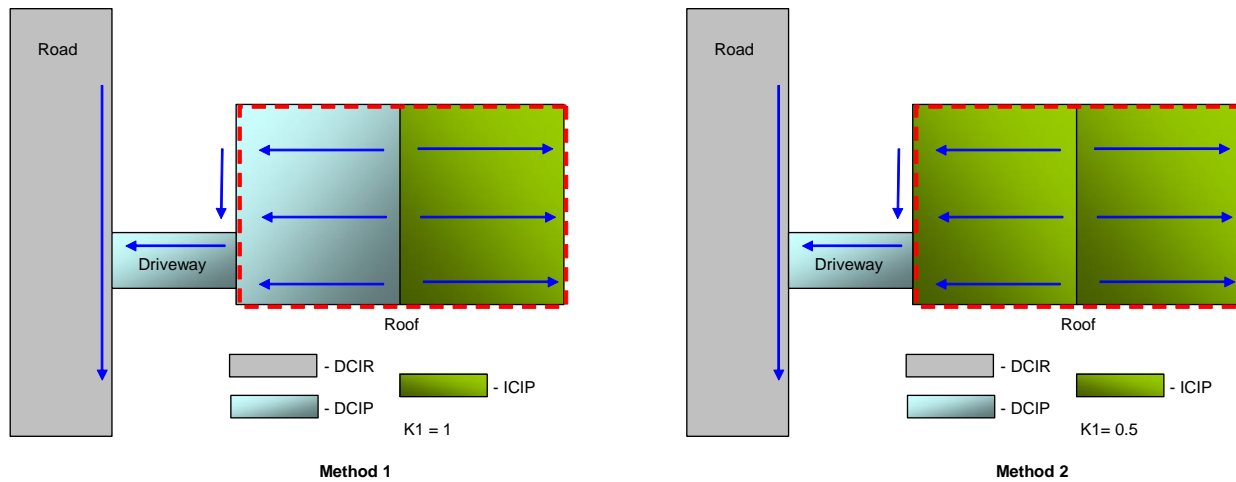 Road
Driveway
Roof
- DCIR
- DCIP
- ICIP
K1 = 1
Method 1
Road
Driveway
Roof
- DCIR
- DCIP
- ICIP
K1= 0.5
Method 2